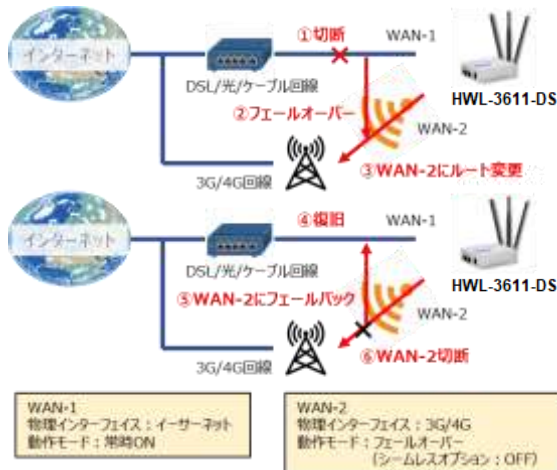 ①切断
WAN-1
インターネット
DSL/光/ケーブル回線
HWL-3611-DS
②フェールオーバー
WAN-2
③WAN-2にルート変更
3G/4G回線
④復旧
WAN-1
インターネット
DSL/光/ケーブル回線
HWL-3611-DS
⑤WAN-2にフェールバック
WAN-2
⑥WAN-2切断
3G/4G回線
WAN-1
物理インターフェイス：イーサネット
動作モード：常時ON
WAN-2
物理インターフェイス：3G/4G
動作モード：フェールオーバー
（シームレスオプション：OFF）